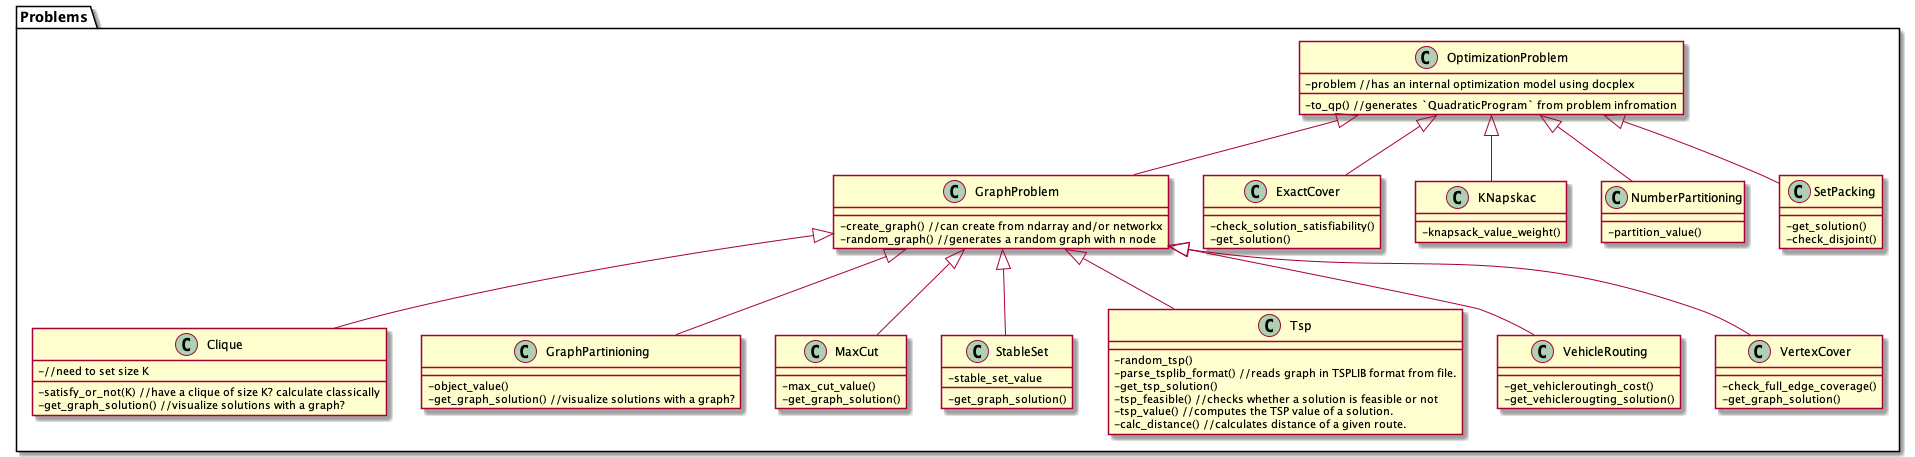 Problems
C OptimizationProblem
-problem //has an internal optimization model using docplex
-to_qp() //generates `QuadraticProgram` from problem infromation
C GraphProblem
-create_graph() //can create from ndarray and/or networkx
-random_graph() //generates a random graph with n node
C ExactCover
-check_solution_satisfiability()
-get_solution()
C KNapskac
-knapsack_value_weight()
C NumberPartitioning
-partition_value()
C SetPacking
-get_solution()
-check_disjoint()
C Clique
-//need to set size K
-satisfy_or_not(K) //have a clique of size K? calculate classically
-get_graph_solution() //visualize solutions with a graph?
C GraphPartinioning
-object_value()
-get_graph_solution() //visualize solutions with a graph?
C MaxCut
-max_cut_value()
-get_graph_solution()
C StableSet
-stable_set_value
-get_graph_solution()
C Tsp
-random_tsp()
-parse_tsplib_format() //reads graph in TSPLIB format from file.
-get_tsp_solution()
-tsp_feasible() //checks whether a solution is feasible or not
-tsp_value() //computes the TSP value of a solution.
-calc_distance() //calculates distance of a given route.
C VehicleRouting
-get_vehicleroutingh_cost()
-get_vehiclerougting_solution()
C VertexCover
-check_full_edge_coverage()
-get_graph_solution()